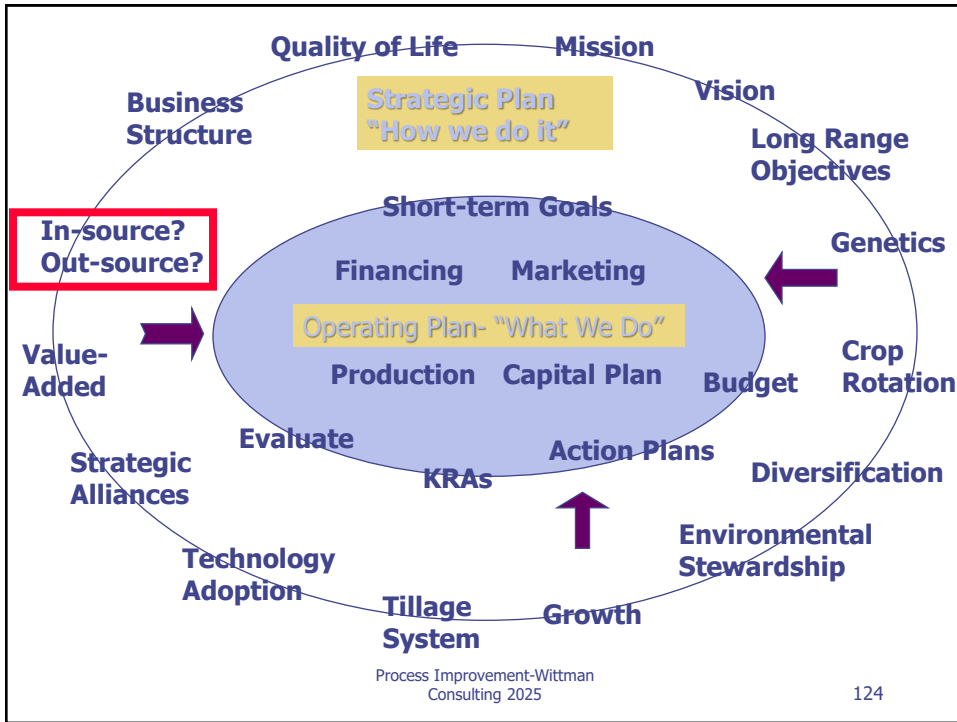 Quality of Life
Mission
Vision
Business
Structure
Strategic Plan
“How we do it”
Long Range
Objectives
In-source?
Out-source?
Short-term Goals
Genetics
Financing
Marketing
Operating Plan- “What We Do”
Value-
Added
Production
Capital Plan
Budget
Crop
Rotation
Evaluate
Action Plans
KRAs
Strategic
Alliances
Diversification
Environmental
Stewardship
Technology
Adoption
Tillage
System
Growth
Process Improvement-Wittman
Consulting 2025
124